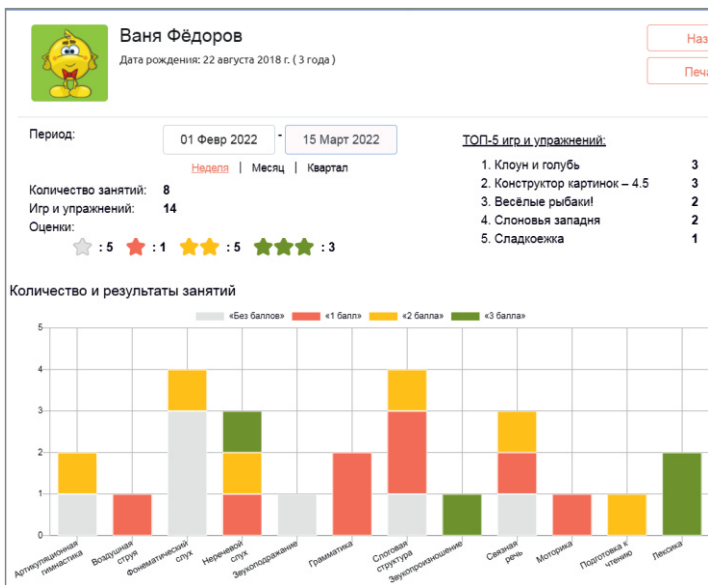 Ваня Фёдоров
Дата рождения: 22 августа 2018 г. ( 3 года )
Наз
Печ
Период:
01 Февр 2022 - 15 Март 2022
Неделя | Месяц | Квартал
Количество занятий: 8
Игр и упражнений: 14
Оценки:
: 5 : 1 : 5 : 3
ТОП-5 игр и упражнений:
1. Клоун и голубь 3
2. Конструктор картинок – 4.5 3
3. Весёлые рыбаки! 2
4. Слоновья западня 2
5. Сладкоежка 1
Количество и результаты занятий
«Без баллов» «1 балл» «2 балла» «3 балла»
5
4
3
2
1
0
Артикуляционная гимнастика
Воздушная струя
Фонематический слух
Неречевой слух
Звукоподражание
Грамматика
Слоговая структура
Звукопроизношение
Связная речь
Моторика
Подготовка к чтению
Лексика